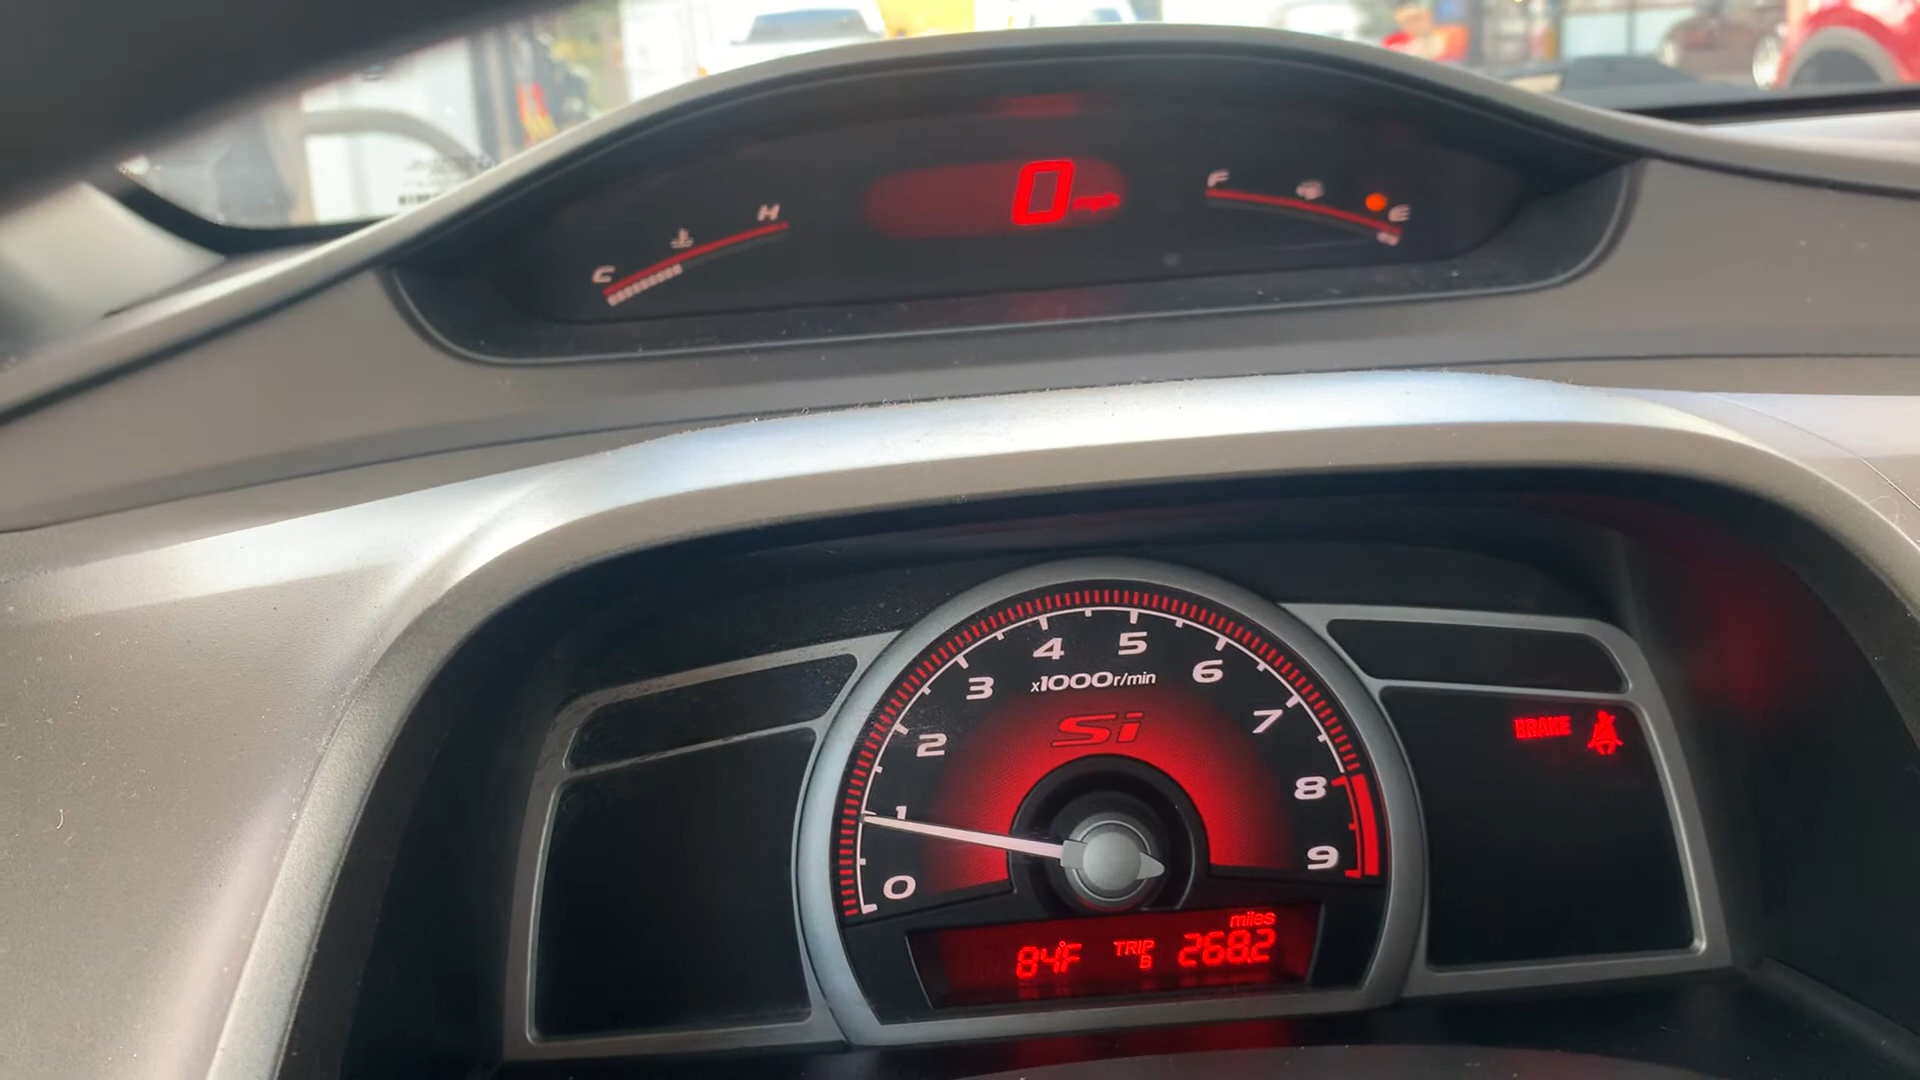 0 mph
C H
F E
4 5
3 6
x1000r/min
Si
2 7
BRAKE
1 8
0 9
miles
84°F TRIP B 268.2